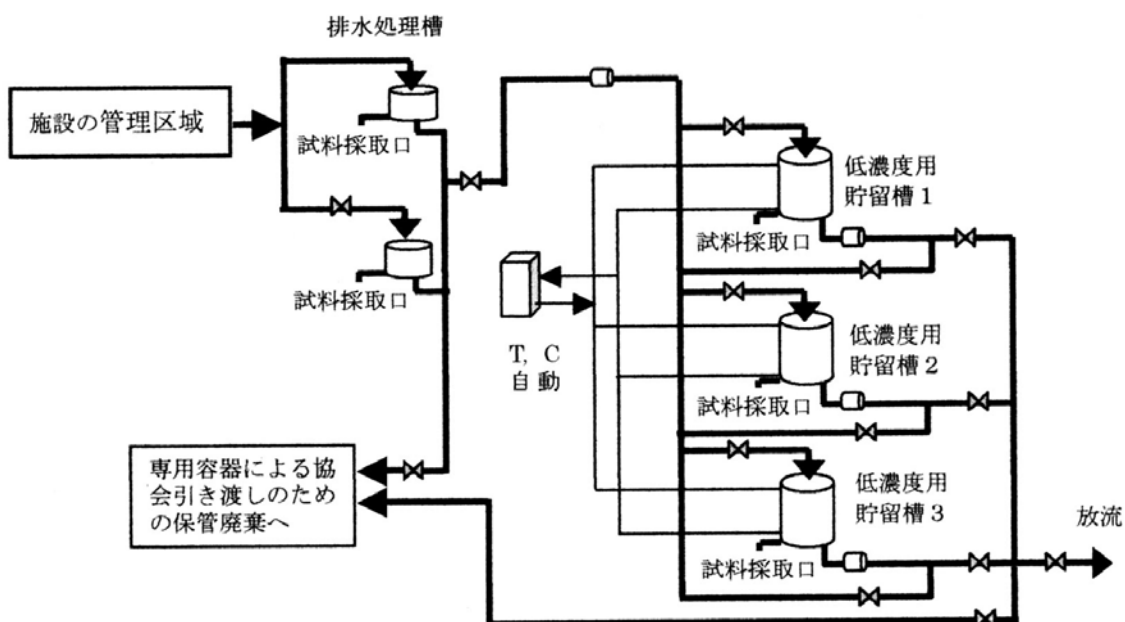 排水処理槽
施設の管理区域
試料採取口
試料採取口
低濃度用
貯留槽1
試料採取口
T, C
自動
低濃度用
貯留槽2
試料採取口
専用容器による協
会引き渡しのため
の保管廃棄へ
低濃度用
貯留槽3
試料採取口
放流